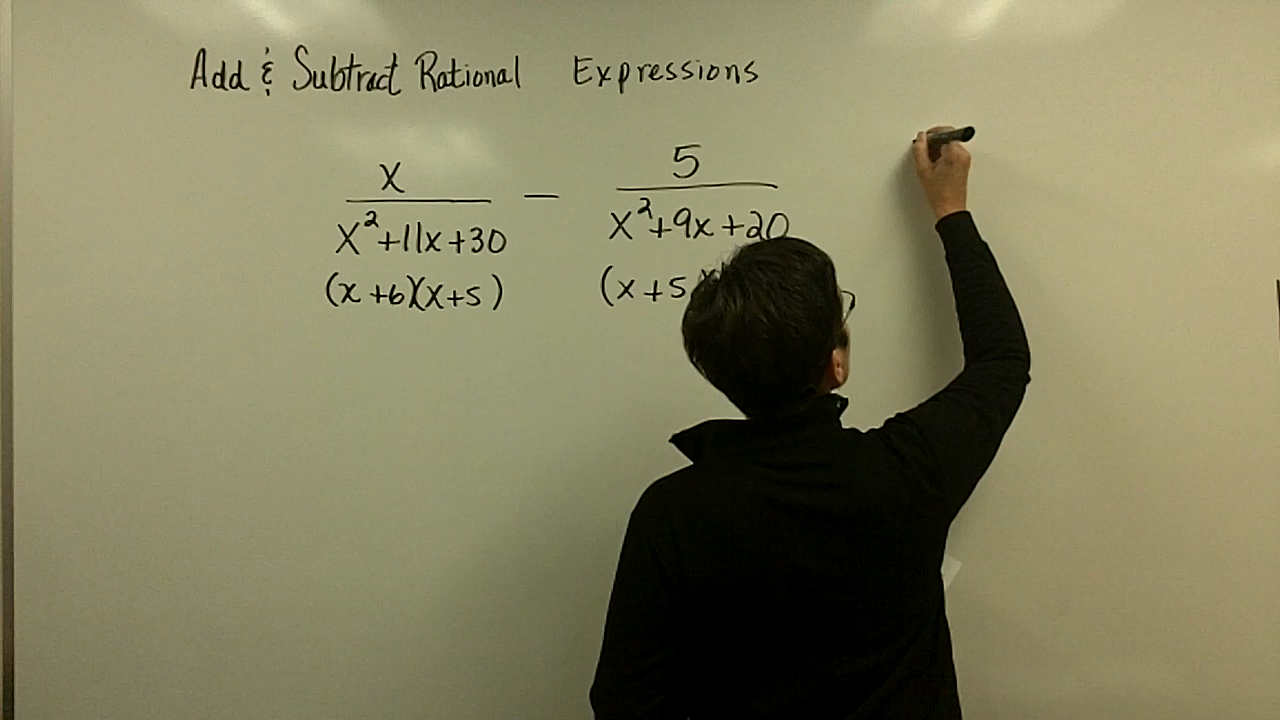 Add & Subtract Rational Expressions
x/(x²+11x+30) − 5/(x²+9x+20)
(x+6)(x+5) (x+5